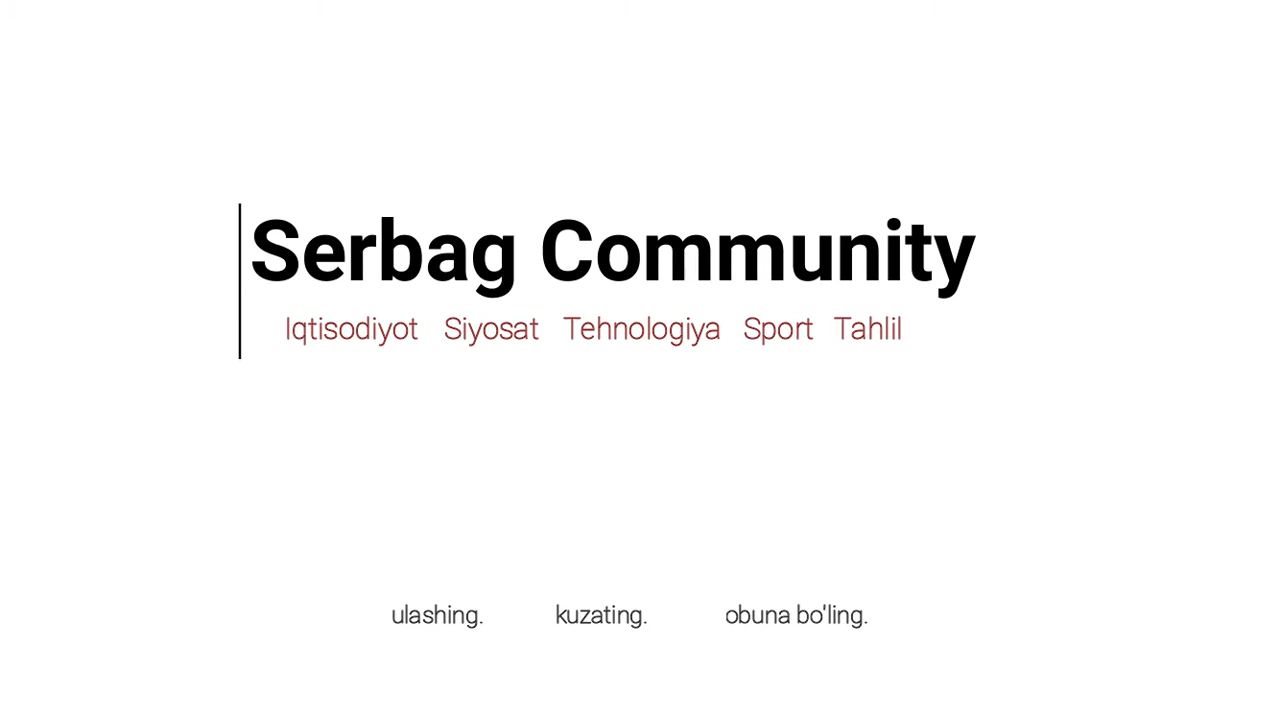 Serbag Community
Iqtisodiyot Siyosat Tehnologiya Sport Tahlil
ulashing. kuzating. obuna bo'ling.